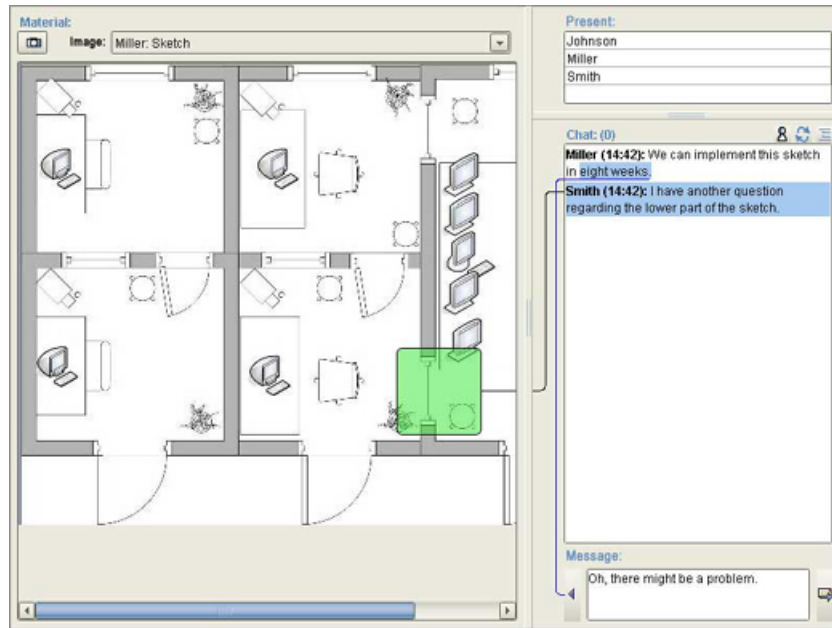 Material:
Image: Miller: Sketch
Present:
Johnson
Miller
Smith
Chat: (0)
Miller (14:42): We can implement this sketch
in eight weeks.
Smith (14:42): I have another question
regarding the lower part of the sketch.
Message:
Oh, there might be a problem.